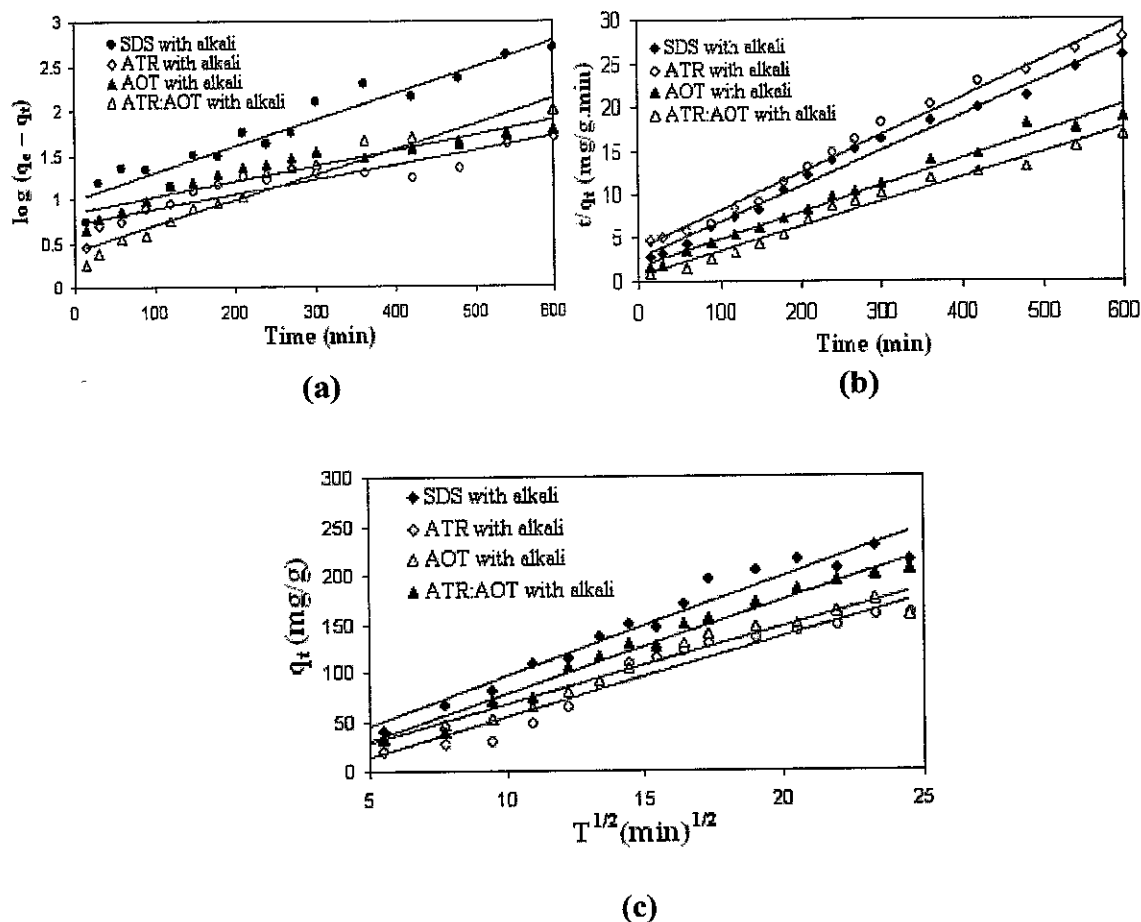 (a)
3
2.5
2
1.5
1
0.5
0
log (qe – qt)
SDS with alkali
ATR with alkali
AOT with alkali
ATR:AOT with alkali
0 100 200 300 400 500 600
Time (min)
(a)
(b)
30
25
20
15
10
5
0
t/qt (mg/g.min)
SDS with alkali
ATR with alkali
AOT with alkali
ATR:AOT with alkali
0 100 200 300 400 500 600
Time (min)
(b)
300
250
200
150
100
50
0
qt (mg/g)
SDS with alkali
ATR with alkali
AOT with alkali
ATR:AOT with alkali
5 10 15 20 25
T^1/2 (min)^1/2
(c)